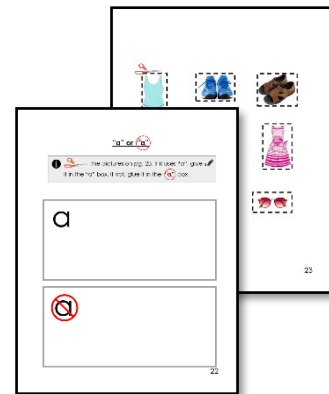 "a" or "a"
1 the pictures on pg. 23. If it uses "a", glue
it in the "a" box. If not, glue it in the "a" box.
a
a
22
23